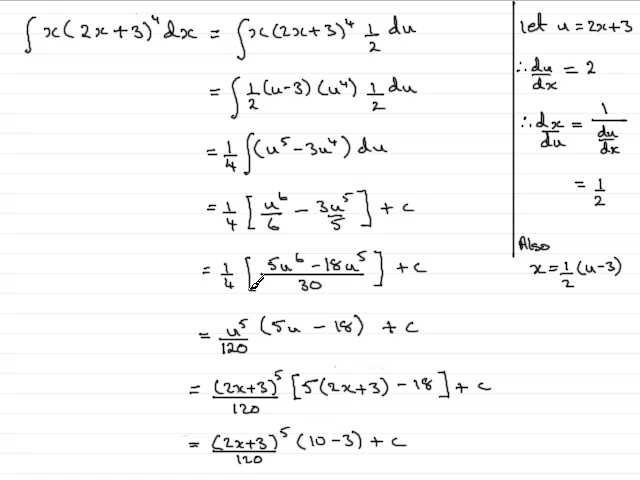 ∫ x(2x+3)⁴ dx = ∫ x(2x+3)⁴ 1/2 du
= ∫ 1/2 (u-3) (u⁴) 1/2 du
= 1/4 ∫ (u⁵ - 3u⁴) du
= 1/4 [ u⁶/6 - 3u⁵/5 ] + c
= 1/4 [ (5u⁶ - 18u⁵)/30 ] + c
= u⁵/120 (5u - 18) + c
= (2x+3)⁵/120 [5(2x+3) - 18] + c
= (2x+3)⁵/120 (10-3) + c
let u = 2x+3
∴ du/dx = 2
∴ dx/du = 1/(du/dx)
= 1/2
Also
x = 1/2 (u-3)